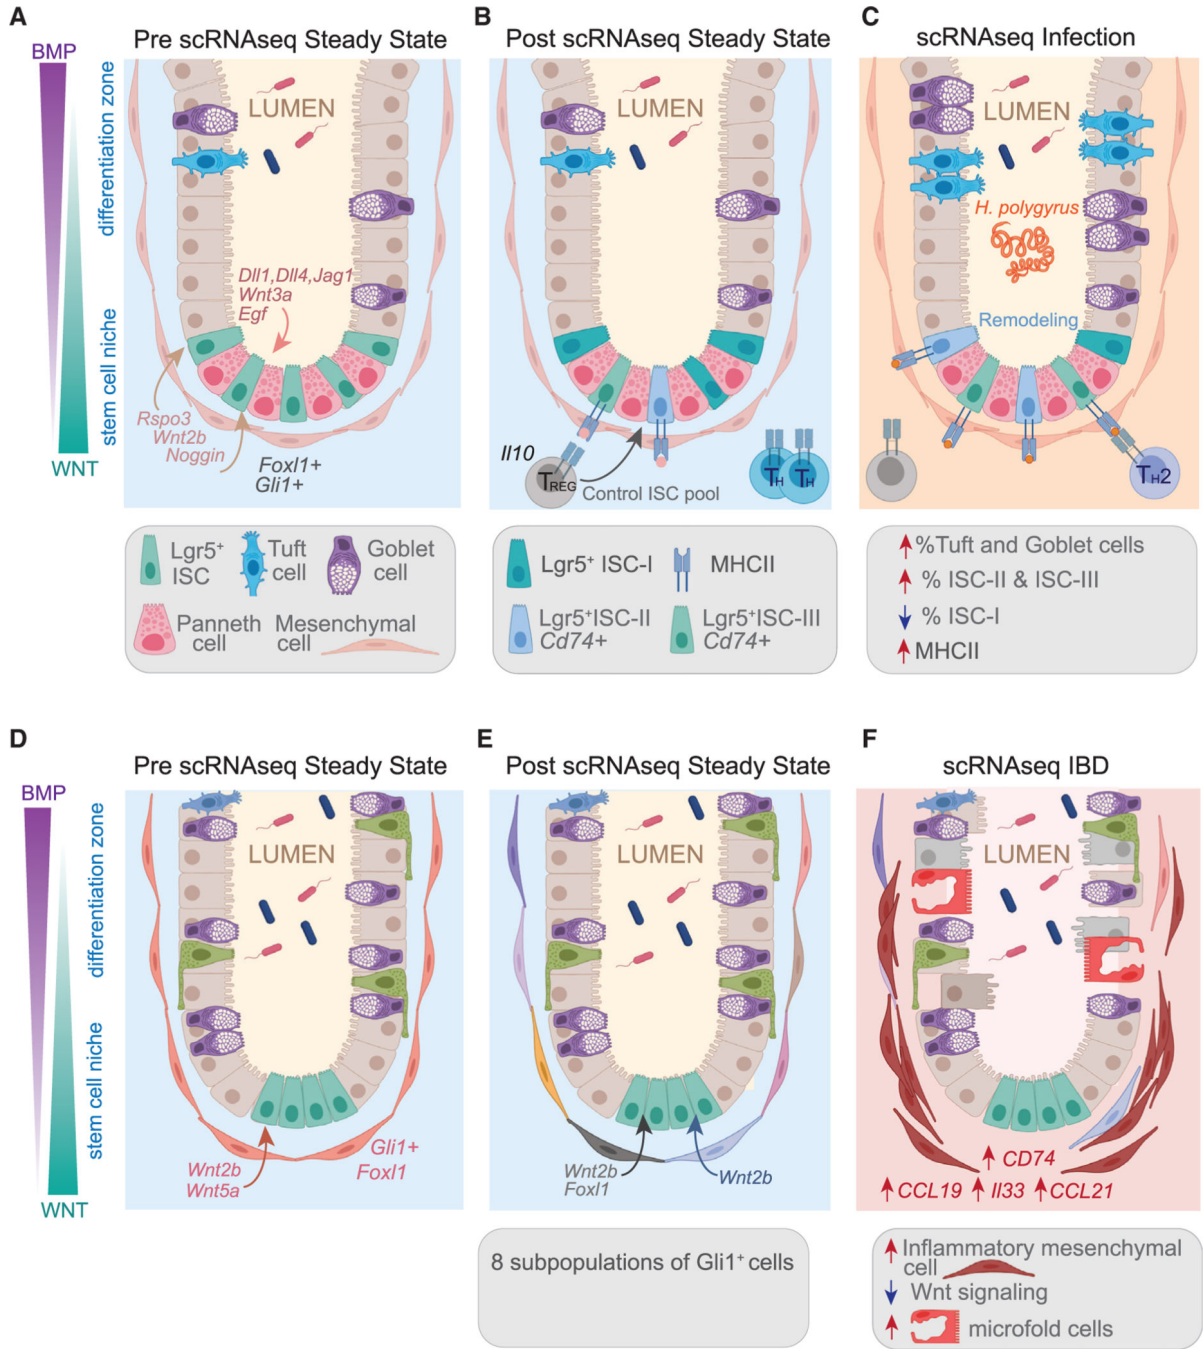 A
Pre scRNAseq Steady State
BMP
differentiation zone
stem cell niche
WNT
LUMEN
Dll1,Dll4,Jag1
Wnt3a
Egf
Rspo3
Wnt2b
Noggin
Foxl1+
Gli1+
Lgr5+
ISC
Tuft
cell
Goblet
cell
Panneth
cell
Mesenchymal
cell
B
Post scRNAseq Steady State
LUMEN
Il10
TREG
Control ISC pool
TH
TH
Lgr5+ ISC-I
MHCII
Lgr5+ISC-II
Cd74+
Lgr5+ISC-III
Cd74+
C
scRNAseq Infection
LUMEN
H. polygyrus
Remodeling
TH2
%Tuft and Goblet cells
% ISC-II & ISC-III
% ISC-I
MHCII
D
Pre scRNAseq Steady State
BMP
differentiation zone
stem cell niche
WNT
LUMEN
Wnt2b
Wnt5a
Gli1+
Foxl1
E
Post scRNAseq Steady State
LUMEN
Wnt2b
Foxl1
Wnt2b
8 subpopulations of Gli1+ cells
F
scRNAseq IBD
LUMEN
CD74
CCL19
Il33
CCL21
Inflammatory mesenchymal
cell
Wnt signaling
microfold cells